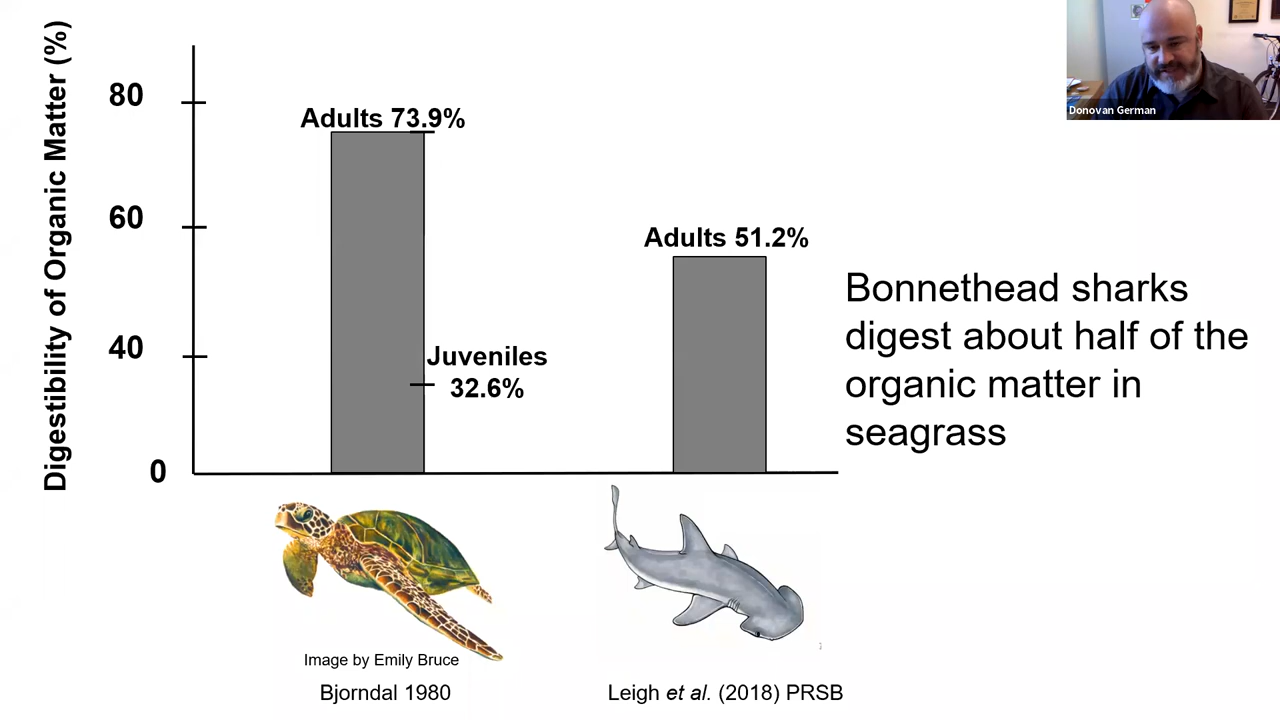 Digestibility of Organic Matter (%)
80
60
40
0
Adults 73.9%
Juveniles
32.6%
Adults 51.2%
Bonnethead sharks
digest about half of the
organic matter in
seagrass
Image by Emily Bruce
Bjorndal 1980
Leigh et al. (2018) PRSB
Donovan German